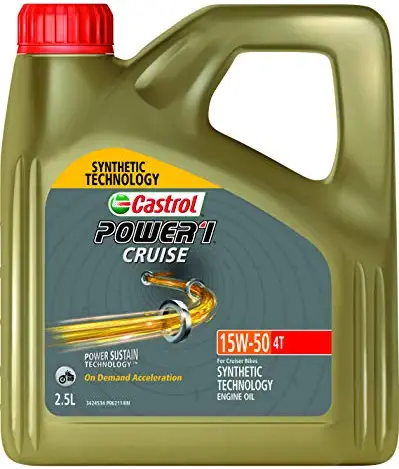 SYNTHETIC
TECHNOLOGY
Castrol
POWER1
CRUISE
15W-50 4T
For Cruiser Bikes
SYNTHETIC
TECHNOLOGY
ENGINE OIL
POWER SUSTAIN
TECHNOLOGY™
On Demand Acceleration
2.5L